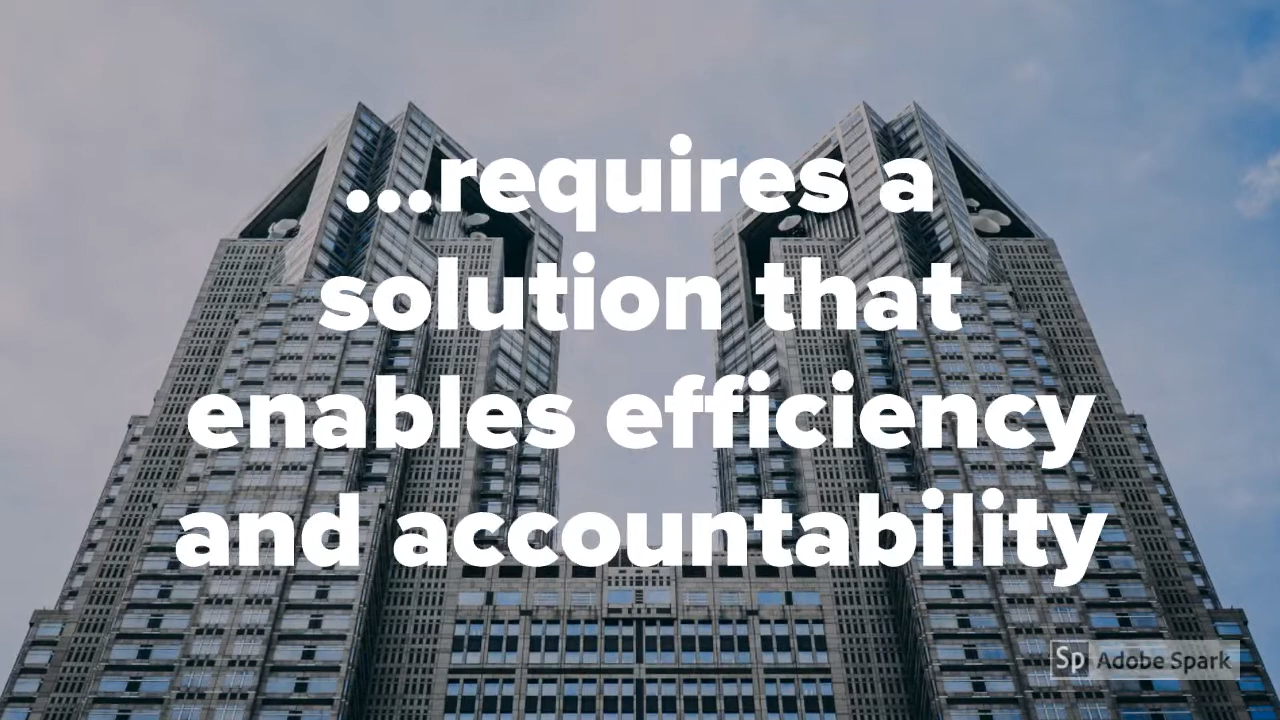 ...requires a
solution that
enables efficiency
and accountability
Sp Adobe Spark